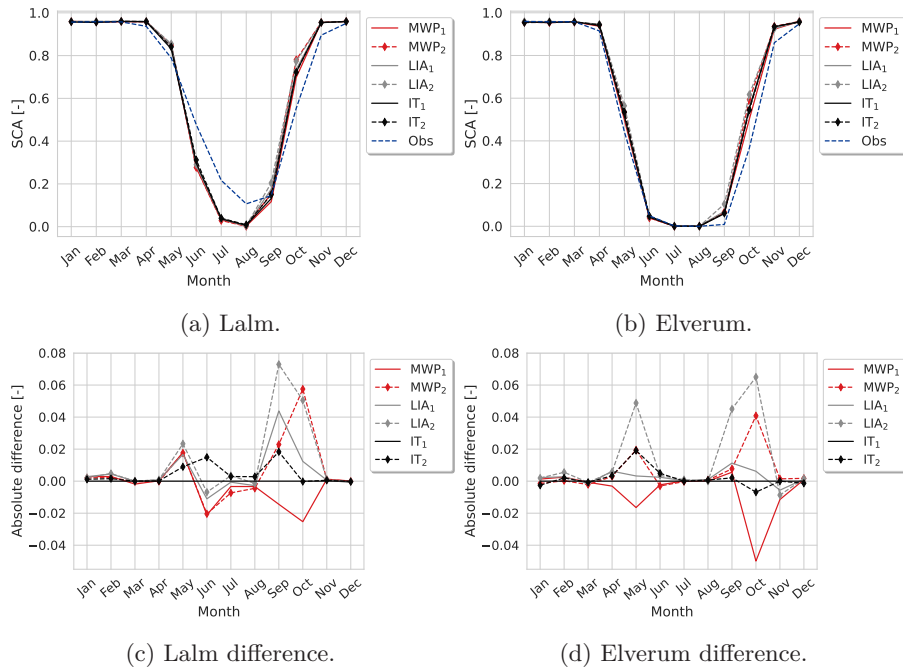 1.0
0.8
0.6
0.4
0.2
0.0
SCA [-]
Jan Feb Mar Apr May Jun Jul Aug Sep Oct Nov Dec
Month
MWP₁
MWP₂
LIA₁
LIA₂
IT₁
IT₂
Obs
(a) Lalm.
1.0
0.8
0.6
0.4
0.2
0.0
SCA [-]
Jan Feb Mar Apr May Jun Jul Aug Sep Oct Nov Dec
Month
MWP₁
MWP₂
LIA₁
LIA₂
IT₁
IT₂
Obs
(b) Elverum.
0.08
0.06
0.04
0.02
0.00
−0.02
−0.04
Absolute difference [-]
Jan Feb Mar Apr May Jun Jul Aug Sep Oct Nov Dec
Month
MWP₁
MWP₂
LIA₁
LIA₂
IT₁
IT₂
(c) Lalm difference.
0.08
0.06
0.04
0.02
0.00
−0.02
−0.04
Absolute difference [-]
Jan Feb Mar Apr May Jun Jul Aug Sep Oct Nov Dec
Month
MWP₁
MWP₂
LIA₁
LIA₂
IT₁
IT₂
(d) Elverum difference.